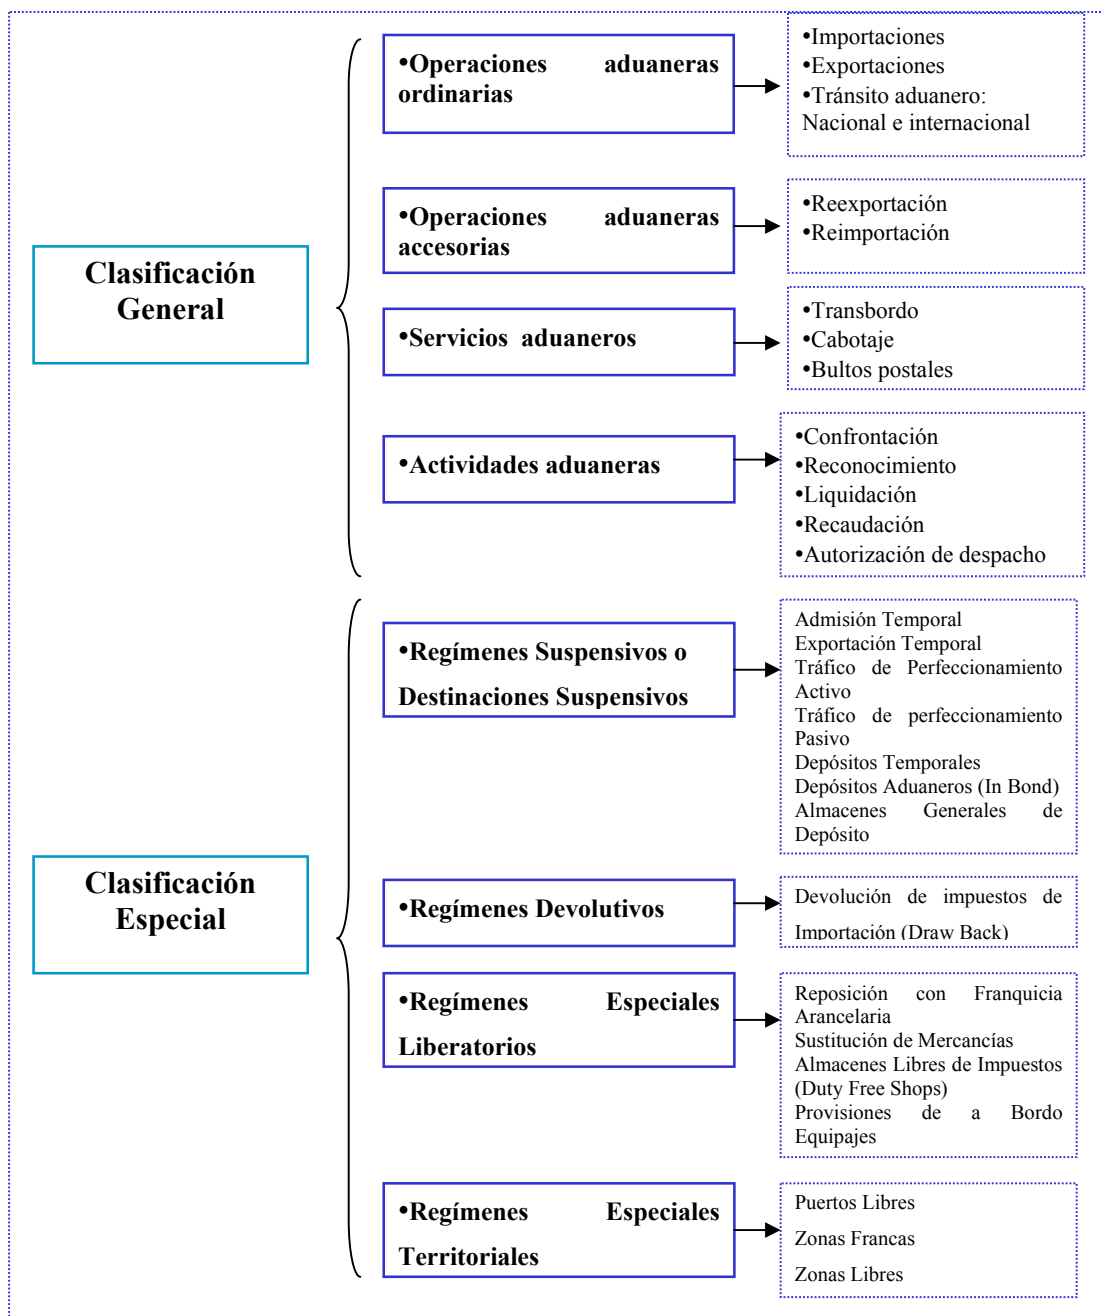 Clasificación
General
•Operaciones aduaneras
ordinarias
•Importaciones
•Exportaciones
•Tránsito aduanero:
Nacional e internacional
•Operaciones aduaneras
accesorias
•Reexportación
•Reimportación
•Servicios aduaneros
•Transbordo
•Cabotaje
•Bultos postales
•Actividades aduaneras
•Confrontación
•Reconocimiento
•Liquidación
•Recaudación
•Autorización de despacho
Clasificación
Especial
•Regímenes Suspensivos o
Destinaciones Suspensivos
Admisión Temporal
Exportación Temporal
Tráfico de Perfeccionamiento
Activo
Tráfico de perfeccionamiento
Pasivo
Depósitos Temporales
Depósitos Aduaneros (In Bond)
Almacenes Generales de
Depósito
•Regímenes Devolutivos
Devolución de impuestos de
Importación (Draw Back)
•Regímenes Especiales
Liberatorios
Reposición con Franquicia
Arancelaria
Sustitución de Mercancías
Almacenes Libres de Impuestos
(Duty Free Shops)
Provisiones de a Bordo
Equipajes
•Regímenes Especiales
Territoriales
Puertos Libres
Zonas Francas
Zonas Libres